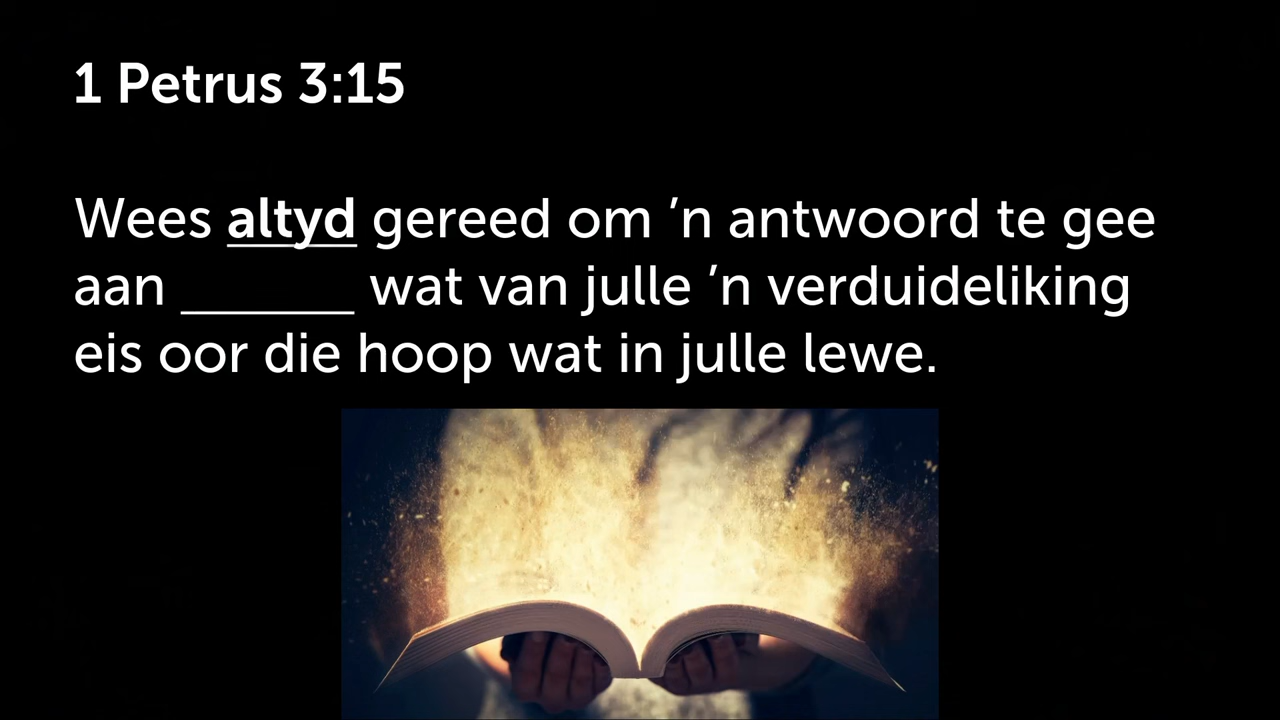 1 Petrus 3:15
Wees altyd gereed om ’n antwoord te gee
aan _______ wat van julle ’n verduideliking
eis oor die hoop wat in julle lewe.